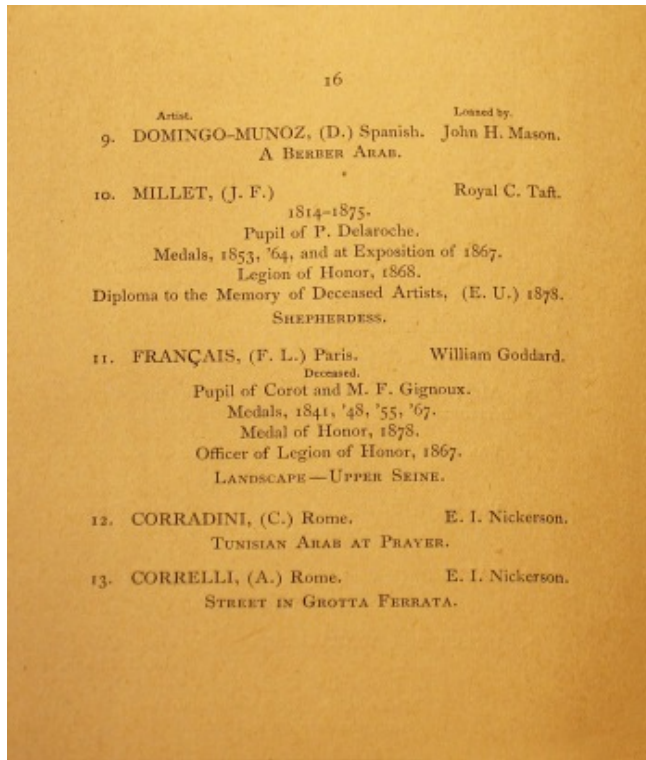 16
Artist. Loaned by.
9. DOMINGO-MUNOZ, (D.) Spanish. John H. Mason.
A BERBER ARAB.
10. MILLET, (J. F.) Royal C. Taft.
1814-1875.
Pupil of P. Delaroche.
Medals, 1853, '64, and at Exposition of 1867.
Legion of Honor, 1868.
Diploma to the Memory of Deceased Artists, (E. U.) 1878.
SHEPHERDESS.
11. FRANÇAIS, (F. L.) Paris. William Goddard.
Deceased.
Pupil of Corot and M. F. Gignoux.
Medals, 1841, '48, '55, '67.
Medal of Honor, 1878.
Officer of Legion of Honor, 1867.
LANDSCAPE—UPPER SEINE.
12. CORRADINI, (C.) Rome. E. I. Nickerson.
TUNISIAN ARAB AT PRAYER.
13. CORRELLI, (A.) Rome. E. I. Nickerson.
STREET IN GROTTA FERRATA.